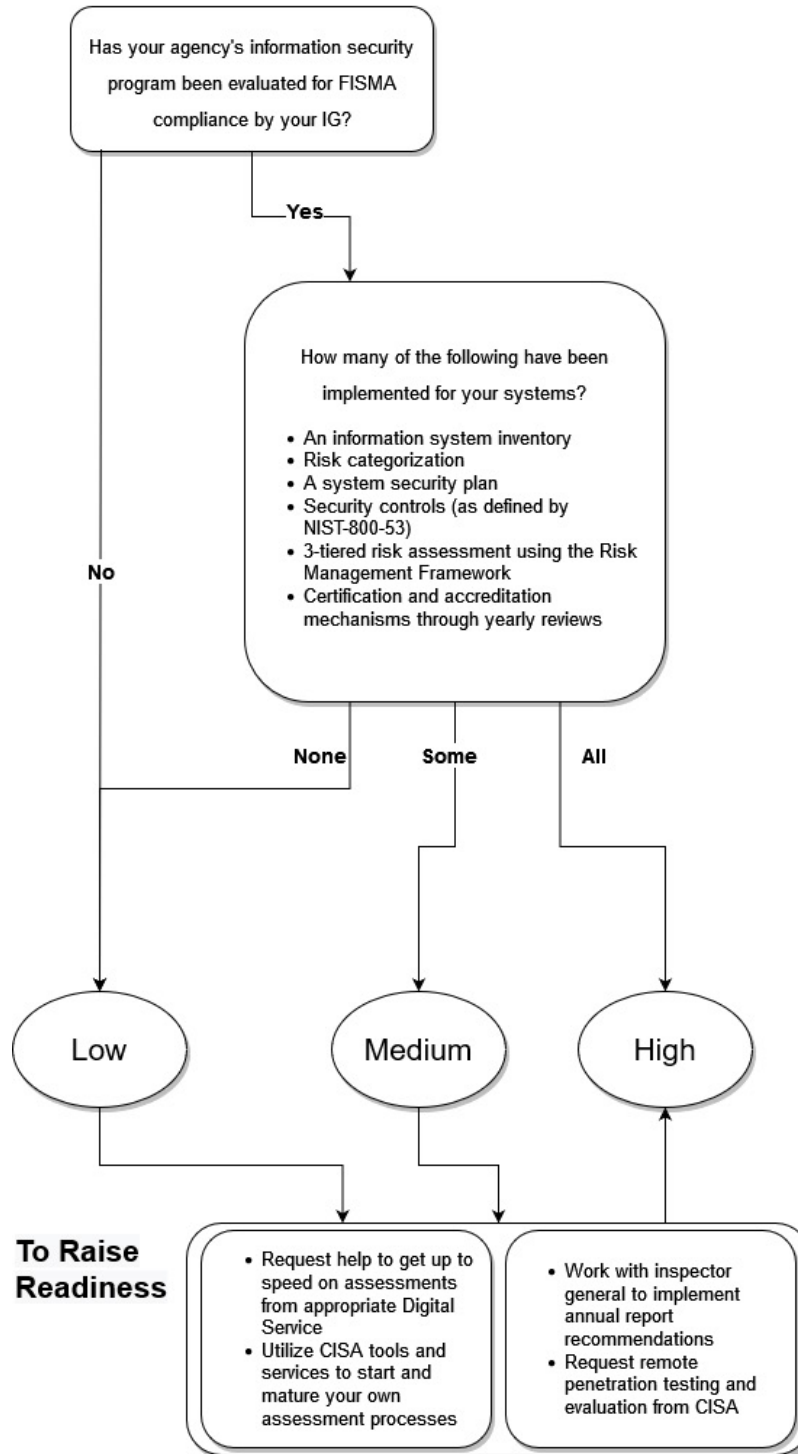 Has your agency's information security
program been evaluated for FISMA
compliance by your IG?
Yes
How many of the following have been
implemented for your systems?
• An information system inventory
• Risk categorization
• A system security plan
• Security controls (as defined by
NIST-800-53)
• 3-tiered risk assessment using the Risk
Management Framework
• Certification and accreditation
mechanisms through yearly reviews
No
None
Some
All
Low
Medium
High
To Raise
Readiness
• Request help to get up to
speed on assessments
from appropriate Digital
Service
• Utilize CISA tools and
services to start and
mature your own
assessment processes
• Work with inspector
general to implement
annual report
recommendations
• Request remote
penetration testing and
evaluation from CISA